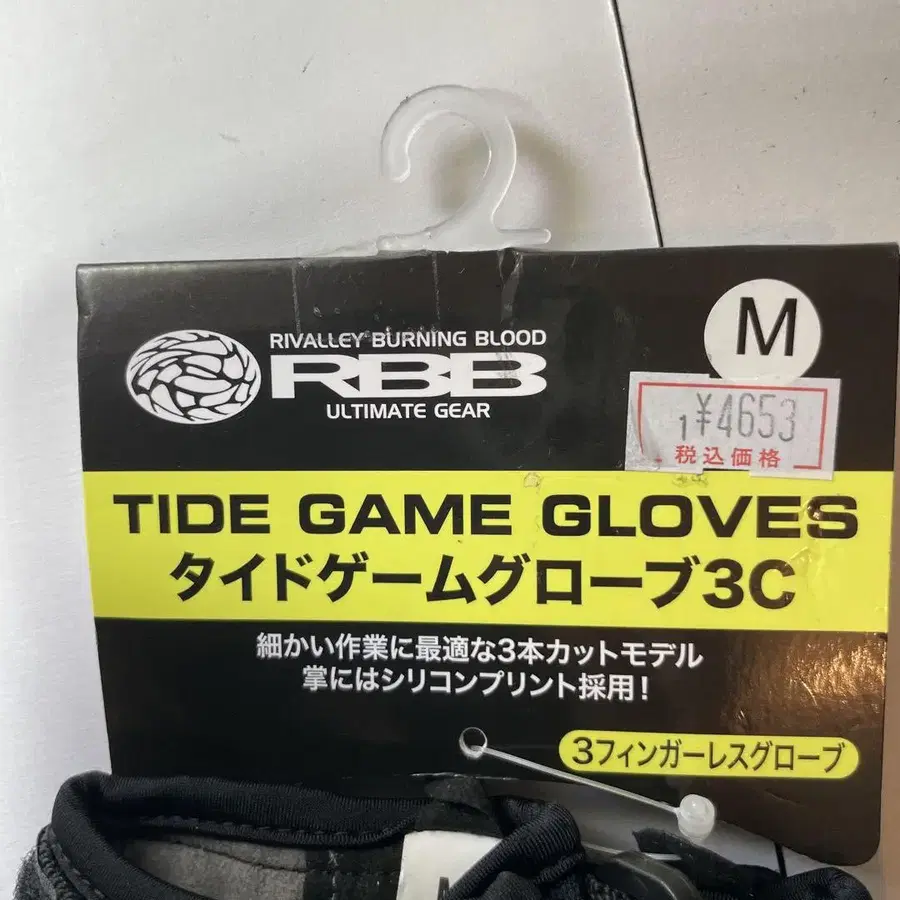 RIVALLEY BURNING BLOOD
RBB
ULTIMATE GEAR
M
1¥4653
税込価格
TIDE GAME GLOVES
タイドゲームグローブ3C
細かい作業に最適な3本カットモデル
掌にはシリコンプリント採用!
3フィンガーレスグローブ